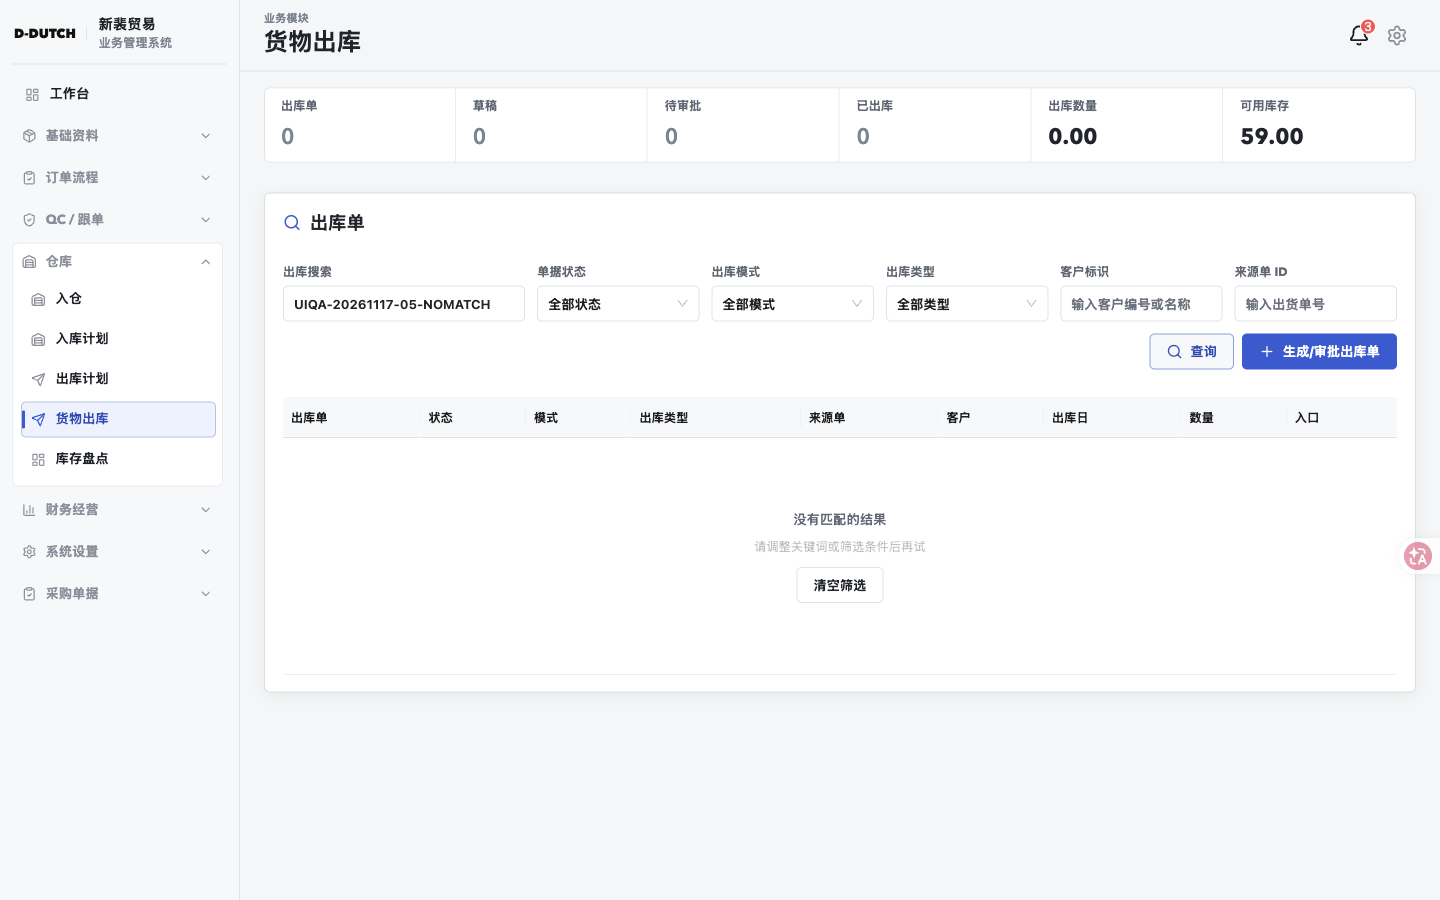 D-DUTCH
新裴贸易
业务管理系统
工作台
基础资料
订单流程
QC / 跟单
仓库
入仓
入库计划
出库计划
货物出库
库存盘点
财务经营
系统设置
采购单据
业务模块
货物出库
3
出库单
0
草稿
0
待审批
0
已出库
0
出库数量
0.00
可用库存
59.00
出库单
出库搜索
UIQA-20261117-05-NOMATCH
单据状态
全部状态
出库模式
全部模式
出库类型
全部类型
客户标识
输入客户编号或名称
来源单 ID
输入出货单号
查询
生成/审批出库单
出库单 状态 模式 出库类型 来源单 客户 出库日 数量 入口
没有匹配的结果
请调整关键词或筛选条件后再试
清空筛选